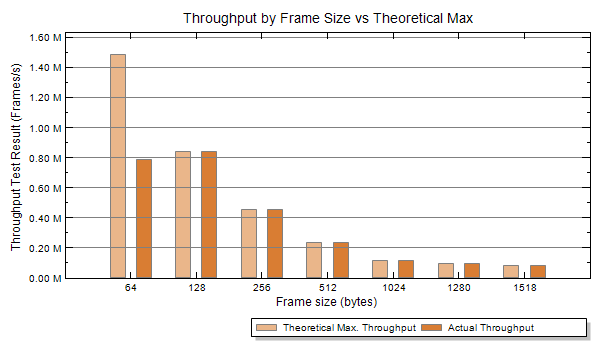 Throughput by Frame Size vs Theoretical Max
Throughput Test Result (Frames/s)
1.60 M
1.40 M
1.20 M
1.00 M
0.80 M
0.60 M
0.40 M
0.20 M
0.00 M
64 128 256 512 1024 1280 1518
Frame size (bytes)
Theoretical Max. Throughput Actual Throughput